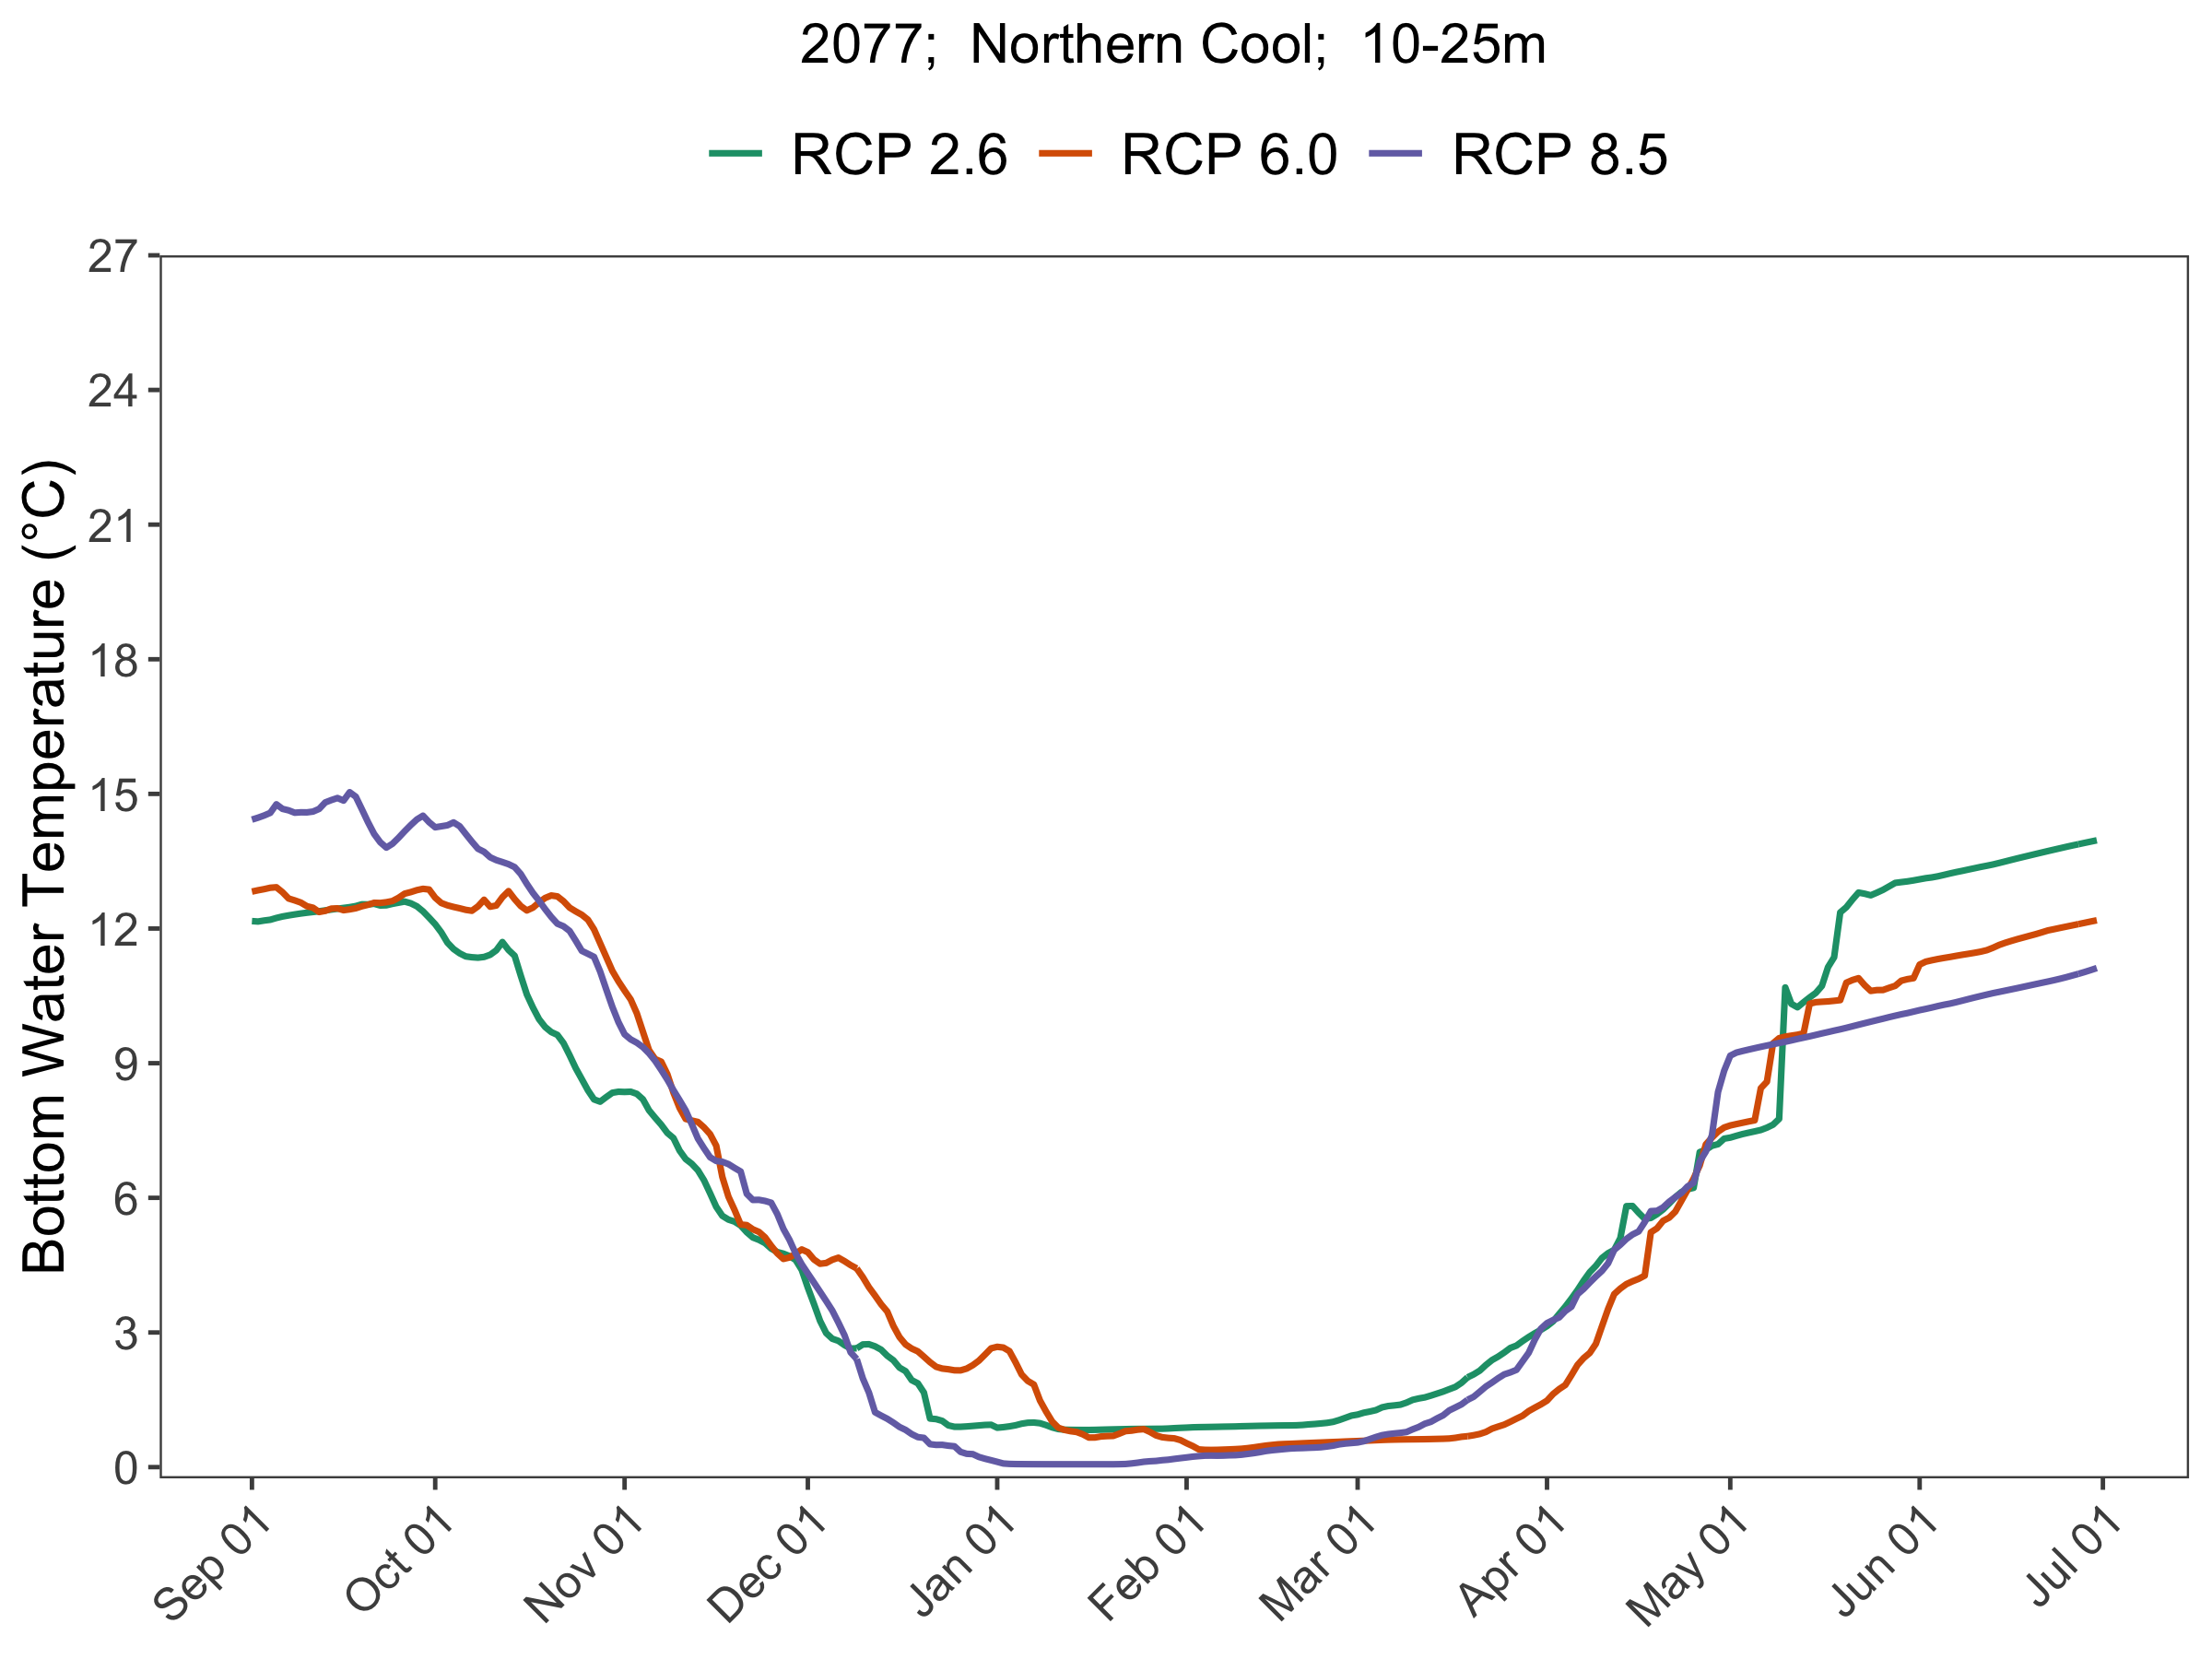 2077;  Northern Cool;  10-25m
RCP 2.6 RCP 6.0 RCP 8.5
Bottom Water Temperature (°C)
27
24
21
18
15
12
9
6
3
0
Sep 01 Oct 01 Nov 01 Dec 01 Jan 01 Feb 01 Mar 01 Apr 01 May 01 Jun 01 Jul 01